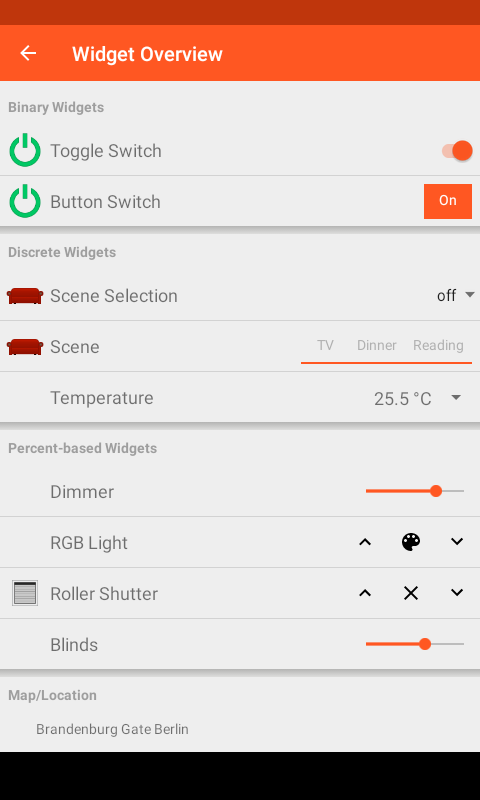 Widget Overview
Binary Widgets
Toggle Switch
Button Switch On
Discrete Widgets
Scene Selection off
Scene TV Dinner Reading
Temperature 25.5 °C
Percent-based Widgets
Dimmer
RGB Light
Roller Shutter
Blinds
Map/Location
Brandenburg Gate Berlin